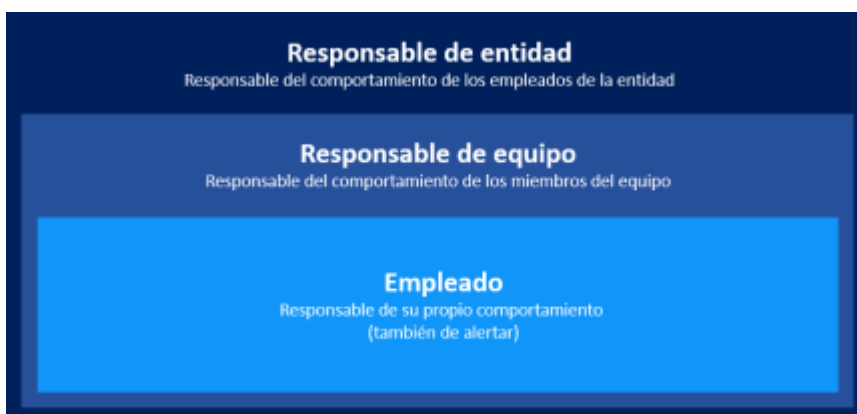 Responsable de entidad
Responsable del comportamiento de los empleados de la entidad
Responsable de equipo
Responsable del comportamiento de los miembros del equipo
Empleado
Responsable de su propio comportamiento
(también de alertar)